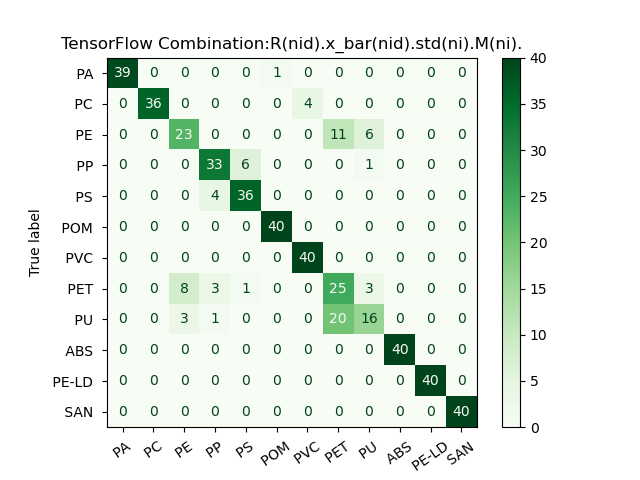 TensorFlow Combination:R(nid).x_bar(nid).std(ni).M(ni).
PA 39 0 0 0 0 1 0 0 0 0 0 0
PC 0 36 0 0 0 0 4 0 0 0 0 0
PE 0 0 23 0 0 0 0 11 6 0 0 0
PP 0 0 0 33 6 0 0 0 1 0 0 0
PS 0 0 0 4 36 0 0 0 0 0 0 0
POM 0 0 0 0 0 40 0 0 0 0 0 0
PVC 0 0 0 0 0 0 40 0 0 0 0 0
PET 0 0 8 3 1 0 0 25 3 0 0 0
PU 0 0 3 1 0 0 0 20 16 0 0 0
ABS 0 0 0 0 0 0 0 0 0 40 0 0
PE-LD 0 0 0 0 0 0 0 0 0 0 40 0
SAN 0 0 0 0 0 0 0 0 0 0 0 40
PA PC PE PP PS POM PVC PET PU ABS PE-LD SAN
True label
40
35
30
25
20
15
10
5
0